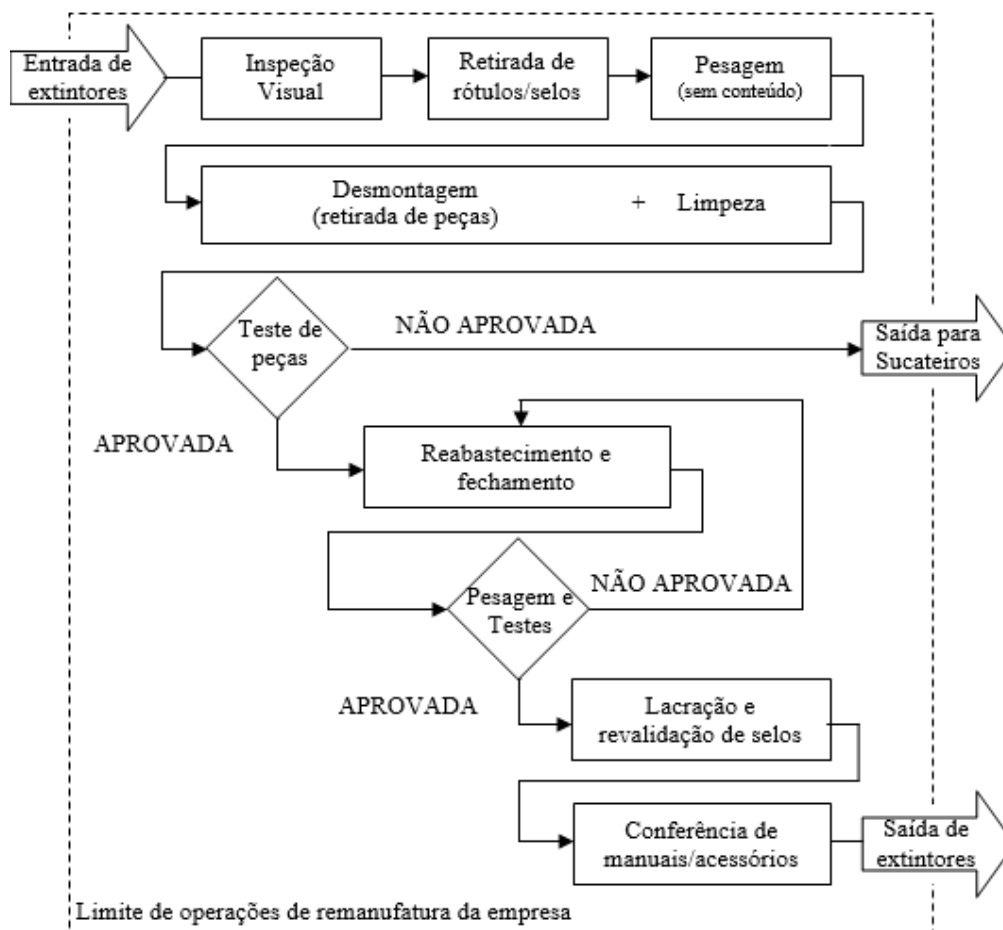 Entrada de
extintores
Inspeção
Visual
Retirada de
rótulos/selos
Pesagem
(sem conteúdo)
Desmontagem
(retirada de peças)
+ Limpeza
Teste de
peças
NÃO APROVADA
Saída para
Sucateiros
APROVADA
Reabastecimento e
fechamento
Pesagem e
Testes
NÃO APROVADA
APROVADA
Lacração e
revalidação de selos
Conferência de
manuais/acessórios
Saída de
extintores
Limite de operações de remanufatura da empresa